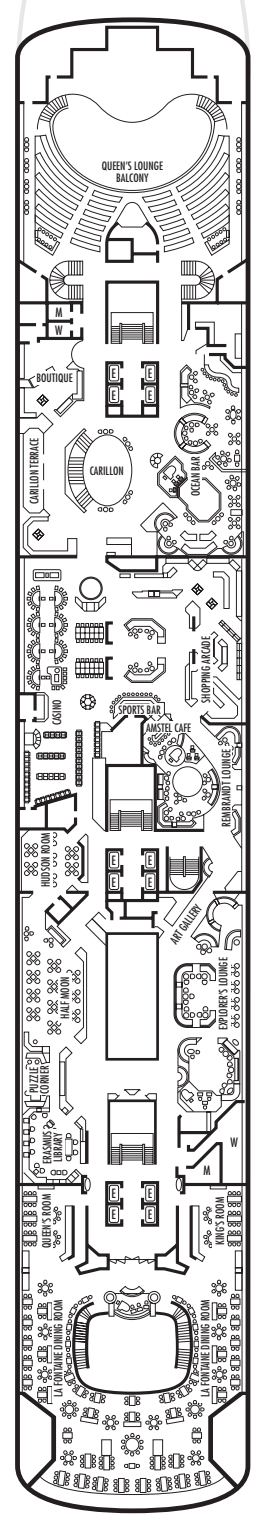 QUEEN'S LOUNGE
BALCONY
M
W
E E
E E
BOUTIQUE
CARILLON TERRACE
CARILLON
OCEAN BAR
SHOPPING ARCADE
CASINO
SPORTS BAR
AMSTEL CAFE
REMBRANDT LOUNGE
HUDSON ROOM
E E
E E
ART GALLERY
HALF MOON
EXPLORER'S LOUNGE
PUZZLE
CORNER
ERASMUS
LIBRARY
W
M
E E
E E
QUEEN'S ROOM
KING'S ROOM
LA FONTAINE DINING ROOM
LA FONTAINE DINING ROOM